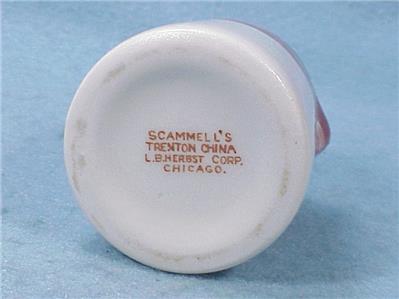 SCAMMELL'S
TRENTON CHINA
L.B.HERBST CORP.
CHICAGO.